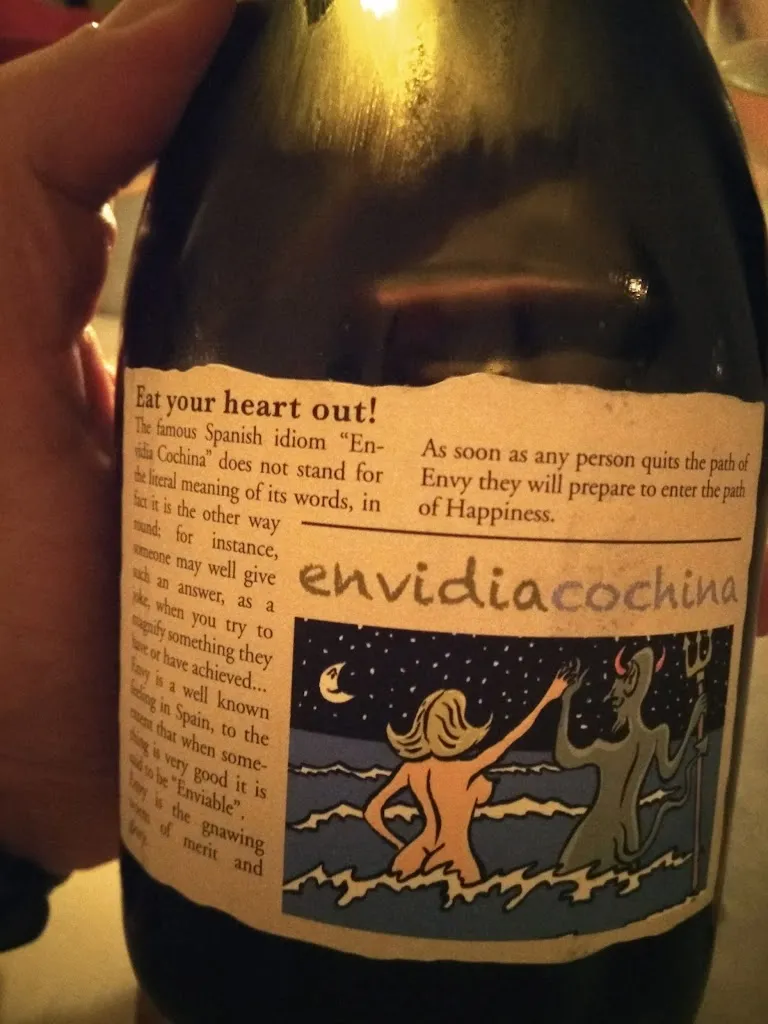 Eat your heart out!
The famous Spanish idiom “En-
vidia Cochina” does not stand for
the literal meaning of its words, in
fact it is the other way
round; for instance,
someone may well give
such an answer, as a
joke, when you try to
magnify something they
have or have achieved...
Envy is a well known
feeling in Spain, to the
extent that when some-
thing is very good it is
said to be “Enviable”.
Envy is the gnawing
worm of merit and
glory.
As soon as any person quits the path of
Envy they will prepare to enter the path
of Happiness.
envidiacochina